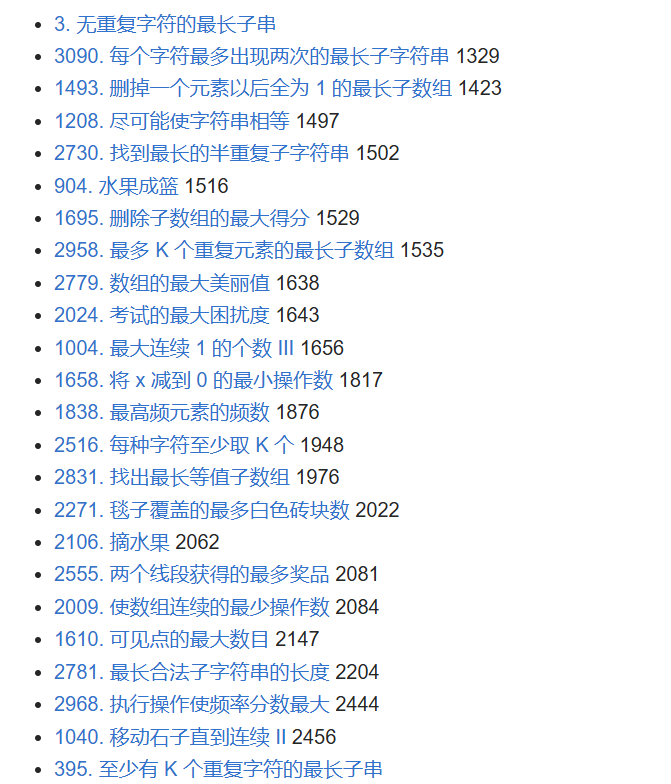 3. 无重复字符的最长子串
3090. 每个字符最多出现两次的最长子字符串 1329
1493. 删掉一个元素以后全为 1 的最长子数组 1423
1208. 尽可能使字符串相等 1497
2730. 找到最长的半重复子字符串 1502
904. 水果成篮 1516
1695. 删除子数组的最大得分 1529
2958. 最多 K 个重复元素的最长子数组 1535
2779. 数组的最大美丽值 1638
2024. 考试的最大困扰度 1643
1004. 最大连续 1 的个数 III 1656
1658. 将 x 减到 0 的最小操作数 1817
1838. 最高频元素的频数 1876
2516. 每种字符至少取 K 个 1948
2831. 找出最长等值子数组 1976
2271. 毯子覆盖的最多白色砖块数 2022
2106. 摘水果 2062
2555. 两个线段获得的最多奖品 2081
2009. 使数组连续的最少操作数 2084
1610. 可见点的最大数目 2147
2781. 最长合法子字符串的长度 2204
2968. 执行操作使频率分数最大 2444
1040. 移动石子直到连续 II 2456
395. 至少有 K 个重复字符的最长子串